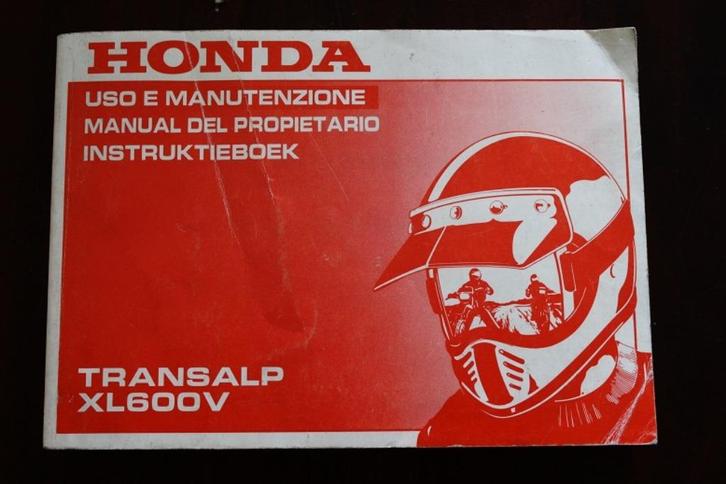 HONDA
USO E MANUTENZIONE
MANUAL DEL PROPIETARIO
INSTRUKTIEBOEK
TRANSALP
XL600V